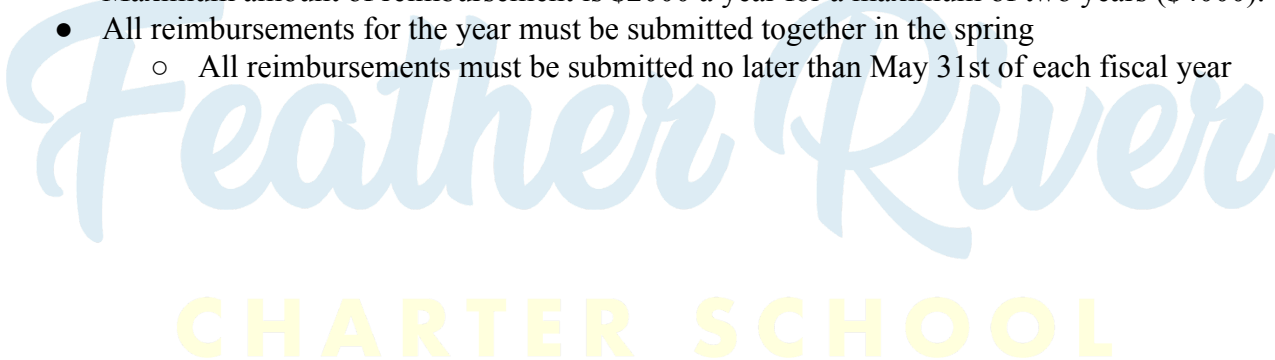 Maximum amount of reimbursement is $2000 a year for a maximum of two years ($4000).
● All reimbursements for the year must be submitted together in the spring
○ All reimbursements must be submitted no later than May 31st of each fiscal year
Feather River
CHARTER SCHOOL